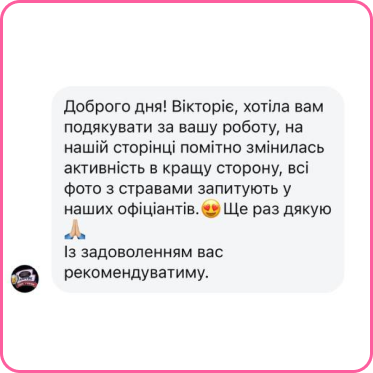 Доброго дня! Вікторіє, хотіла вам
подякувати за вашу роботу, на
нашій сторінці помітно змінилась
активність в кращу сторону, всі
фото з стравами запитують у
наших офіціантів.😍Ще раз дякую
🙏🏼
Із задоволенням вас
рекомендуватиму.